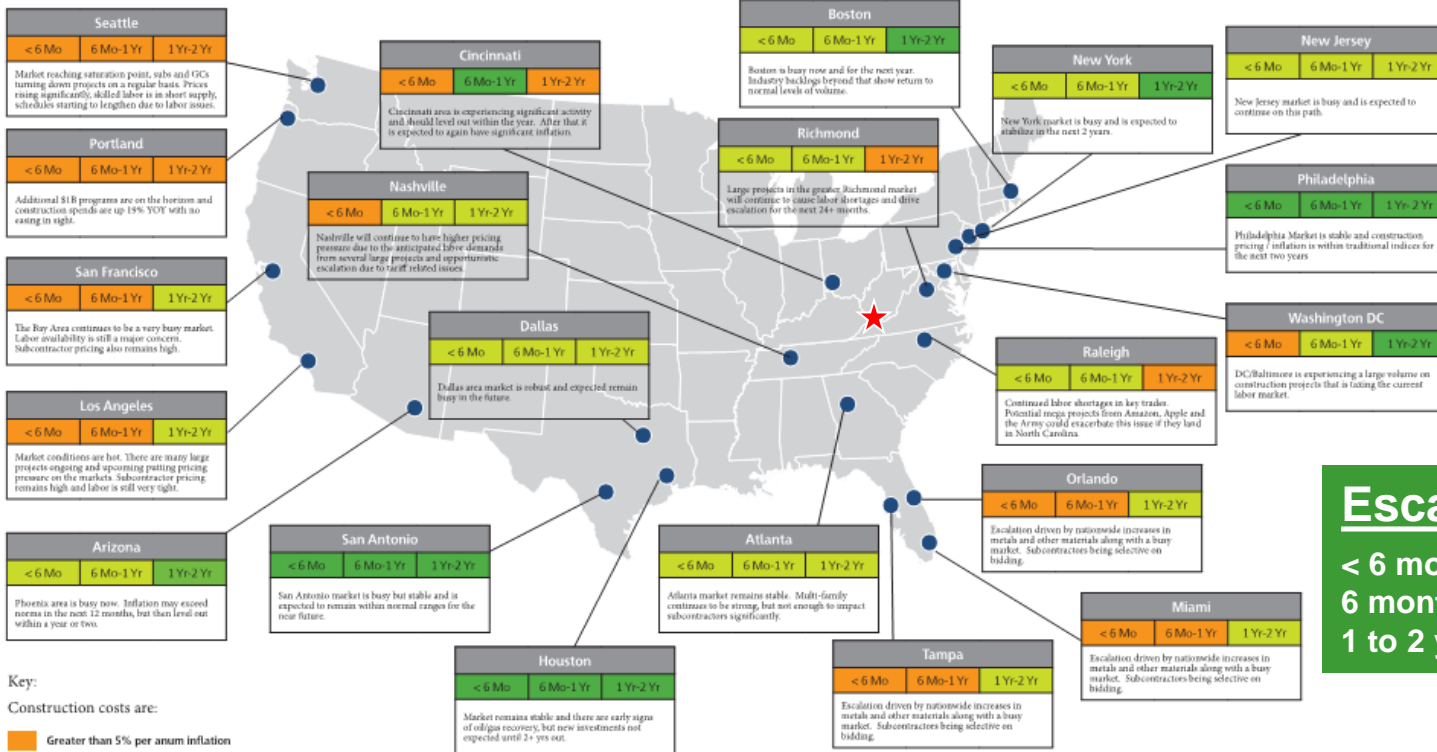 Seattle
< 6 Mo 6 Mo-1 Yr 1 Yr-2 Yr
Market reaching saturation point, subs and GCs
turning down projects on a regular basis. Prices
rising significantly, skilled labor is in short supply,
schedules starting to lengthen due to labor issues.
Portland
< 6 Mo 6 Mo-1 Yr 1 Yr-2 Yr
Additional $1B programs are on the horizon and
construction spends are up 19% YOY with no
easing in sight.
San Francisco
< 6 Mo 6 Mo-1 Yr 1 Yr-2 Yr
The Bay Area continues to be a very busy market.
Labor availability is still a major concern.
Subcontractor pricing also remains high.
Los Angeles
< 6 Mo 6 Mo-1 Yr 1 Yr-2 Yr
Market conditions are hot. There are many large
projects ongoing and upcoming putting pricing
pressure on the markets. Subcontractor pricing
remains high and labor is still very tight.
Arizona
< 6 Mo 6 Mo-1 Yr 1 Yr-2 Yr
Phoenix area is busy now. Inflation may exceed
norms in the next 12 months, but then level out
within a year or two.
Cincinnati
< 6 Mo 6 Mo-1 Yr 1 Yr-2 Yr
Cincinnati area is experiencing significant activity
and should level out within the year. After that it
is expected to again have significant inflation.
Nashville
< 6 Mo 6 Mo-1 Yr 1 Yr-2 Yr
Nashville will continue to have higher pricing
pressure due to the anticipated labor demands
from several large projects and opportunistic
escalation due to tariff related issues.
Dallas
< 6 Mo 6 Mo-1 Yr 1 Yr-2 Yr
Dallas area market is robust and expected remain
busy in the future.
San Antonio
< 6 Mo 6 Mo-1 Yr 1 Yr-2 Yr
San Antonio market is busy but stable and is
expected to remain within normal ranges for the
near future.
Houston
< 6 Mo 6 Mo-1 Yr 1 Yr-2 Yr
Market remains stable and there are early signs
of oil/gas recovery, but new investments not
expected until 2+ yrs out.
Boston
< 6 Mo 6 Mo-1 Yr 1 Yr-2 Yr
Boston is busy now and for the next year.
Industry backlogs beyond that show return to
normal levels of volume.
Richmond
< 6 Mo 6 Mo-1 Yr 1 Yr-2 Yr
Large projects in the greater Richmond market
will continue to cause labor shortages and drive
escalation for the next 24+ months.
New York
< 6 Mo 6 Mo-1 Yr 1 Yr-2 Yr
New York market is busy and is expected to
stabilize in the next 2 years.
New Jersey
< 6 Mo 6 Mo-1 Yr 1 Yr-2 Yr
New Jersey market is busy and is expected to
continue on this path.
Philadelphia
< 6 Mo 6 Mo-1 Yr 1 Yr- 2 Yr
Philadelphia Market is stable and construction
pricing / inflation is within traditional indices for
the next two years
Washington DC
< 6 Mo 6 Mo-1 Yr 1 Yr-2 Yr
DC/Baltimore is experiencing a large volume on
construction projects that is taxing the current
labor market.
Raleigh
< 6 Mo 6 Mo-1 Yr 1 Yr-2 Yr
Continued labor shortages in key trades.
Potential mega projects from Amazon, Apple and
the Army could exacerbate this issue if they land
in North Carolina.
Orlando
< 6 Mo 6 Mo-1 Yr 1 Yr-2 Yr
Escalation driven by nationwide increases in
metals and other materials along with a busy
market. Subcontractors being selective on
bidding.
Atlanta
< 6 Mo 6 Mo-1 Yr 1 Yr-2 Yr
Atlanta market remains stable. Multi-family
continues to be strong, but not enough to impact
subcontractors significantly.
Miami
< 6 Mo 6 Mo-1 Yr 1 Yr-2 Yr
Escalation driven by nationwide increases in
metals and other materials along with a busy
market. Subcontractors being selective on
bidding.
Tampa
< 6 Mo 6 Mo-1 Yr 1 Yr-2 Yr
Escalation driven by nationwide increases in
metals and other materials along with a busy
market. Subcontractors being selective on
bidding.
Esca
< 6 mo
6 mont
1 to 2 y
Key:
Construction costs are:
Greater than 5% per anum inflation